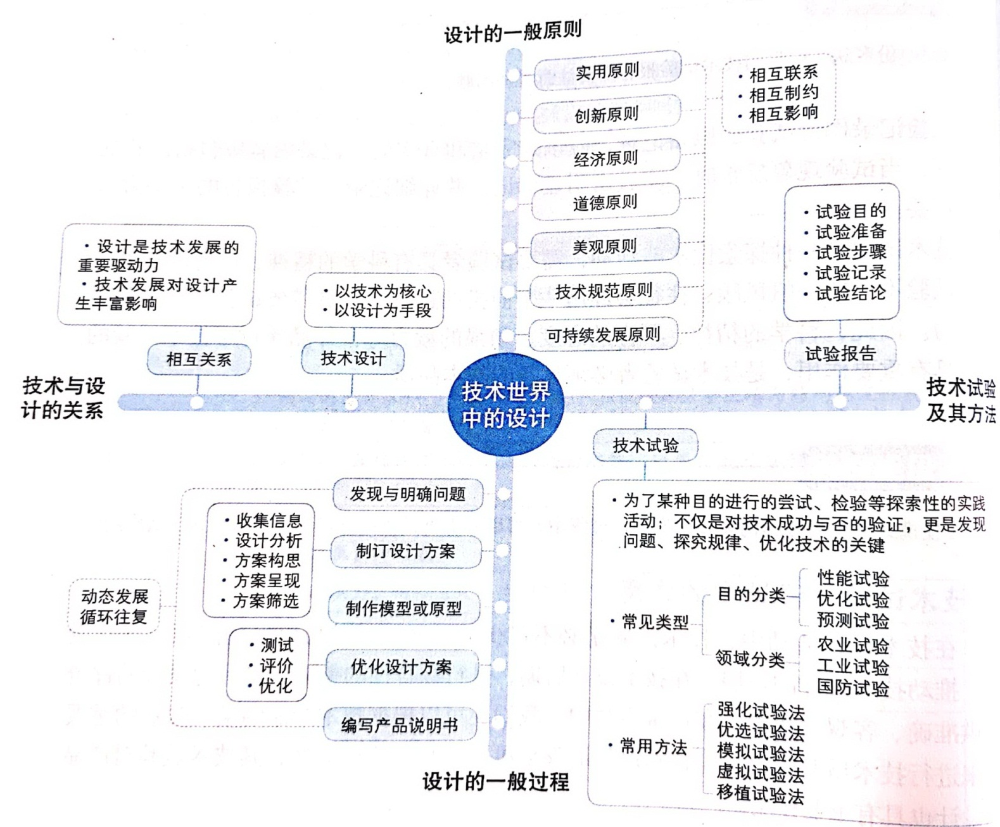 设计的一般原则
实用原则
创新原则
经济原则
道德原则
美观原则
技术规范原则
可持续发展原则
· 相互联系
· 相互制约
· 相互影响
· 试验目的
· 试验准备
· 试验步骤
· 试验记录
· 试验结论
试验报告
· 设计是技术发展的
重要驱动力
· 技术发展对设计产
生丰富影响
相互关系
· 以技术为核心
· 以设计为手段
技术设计
技术与设
计的关系
技术世界
中的设计
技术试验
及其方法
技术试验
· 为了某种目的进行的尝试、检验等探索性的实践
活动；不仅是对技术成功与否的验证，更是发现
问题、探究规律、优化技术的关键
· 常见类型
目的分类
性能试验
优化试验
预测试验
领域分类
农业试验
工业试验
国防试验
· 常用方法
强化试验法
优选试验法
模拟试验法
虚拟试验法
移植试验法
发现与明确问题
制订设计方案
制作模型或原型
优化设计方案
编写产品说明书
· 收集信息
· 设计分析
· 方案构思
· 方案呈现
· 方案筛选
· 测试
· 评价
· 优化
动态发展
循环往复
设计的一般过程